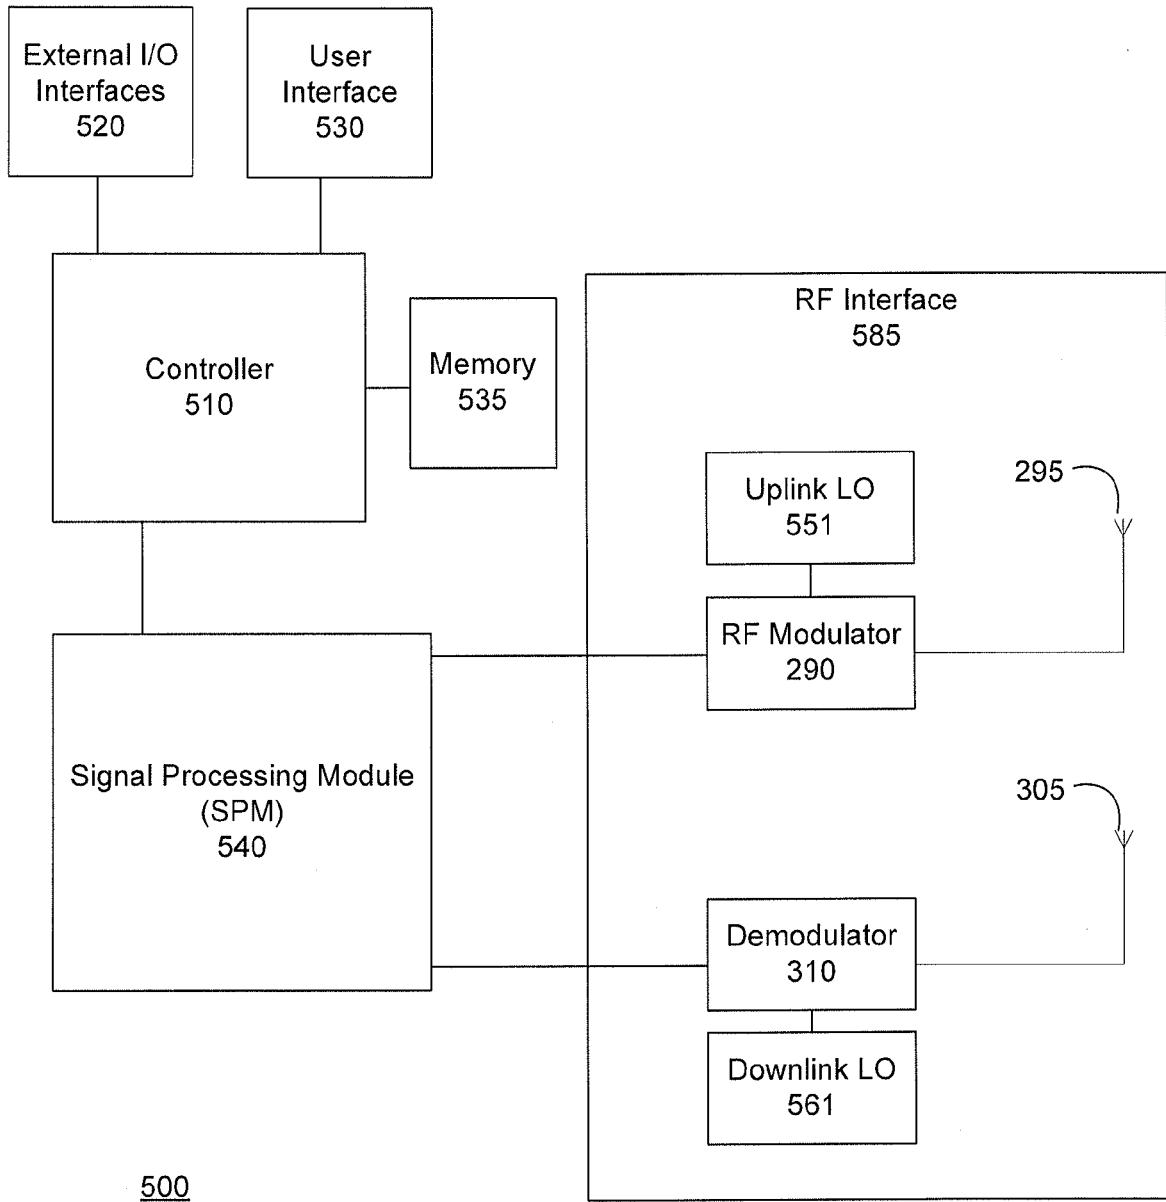 External I/O
Interfaces
520
User
Interface
530
Controller
510
Memory
535
RF Interface
585
Uplink LO
551
295
RF Modulator
290
Signal Processing Module
(SPM)
540
305
Demodulator
310
Downlink LO
561
500